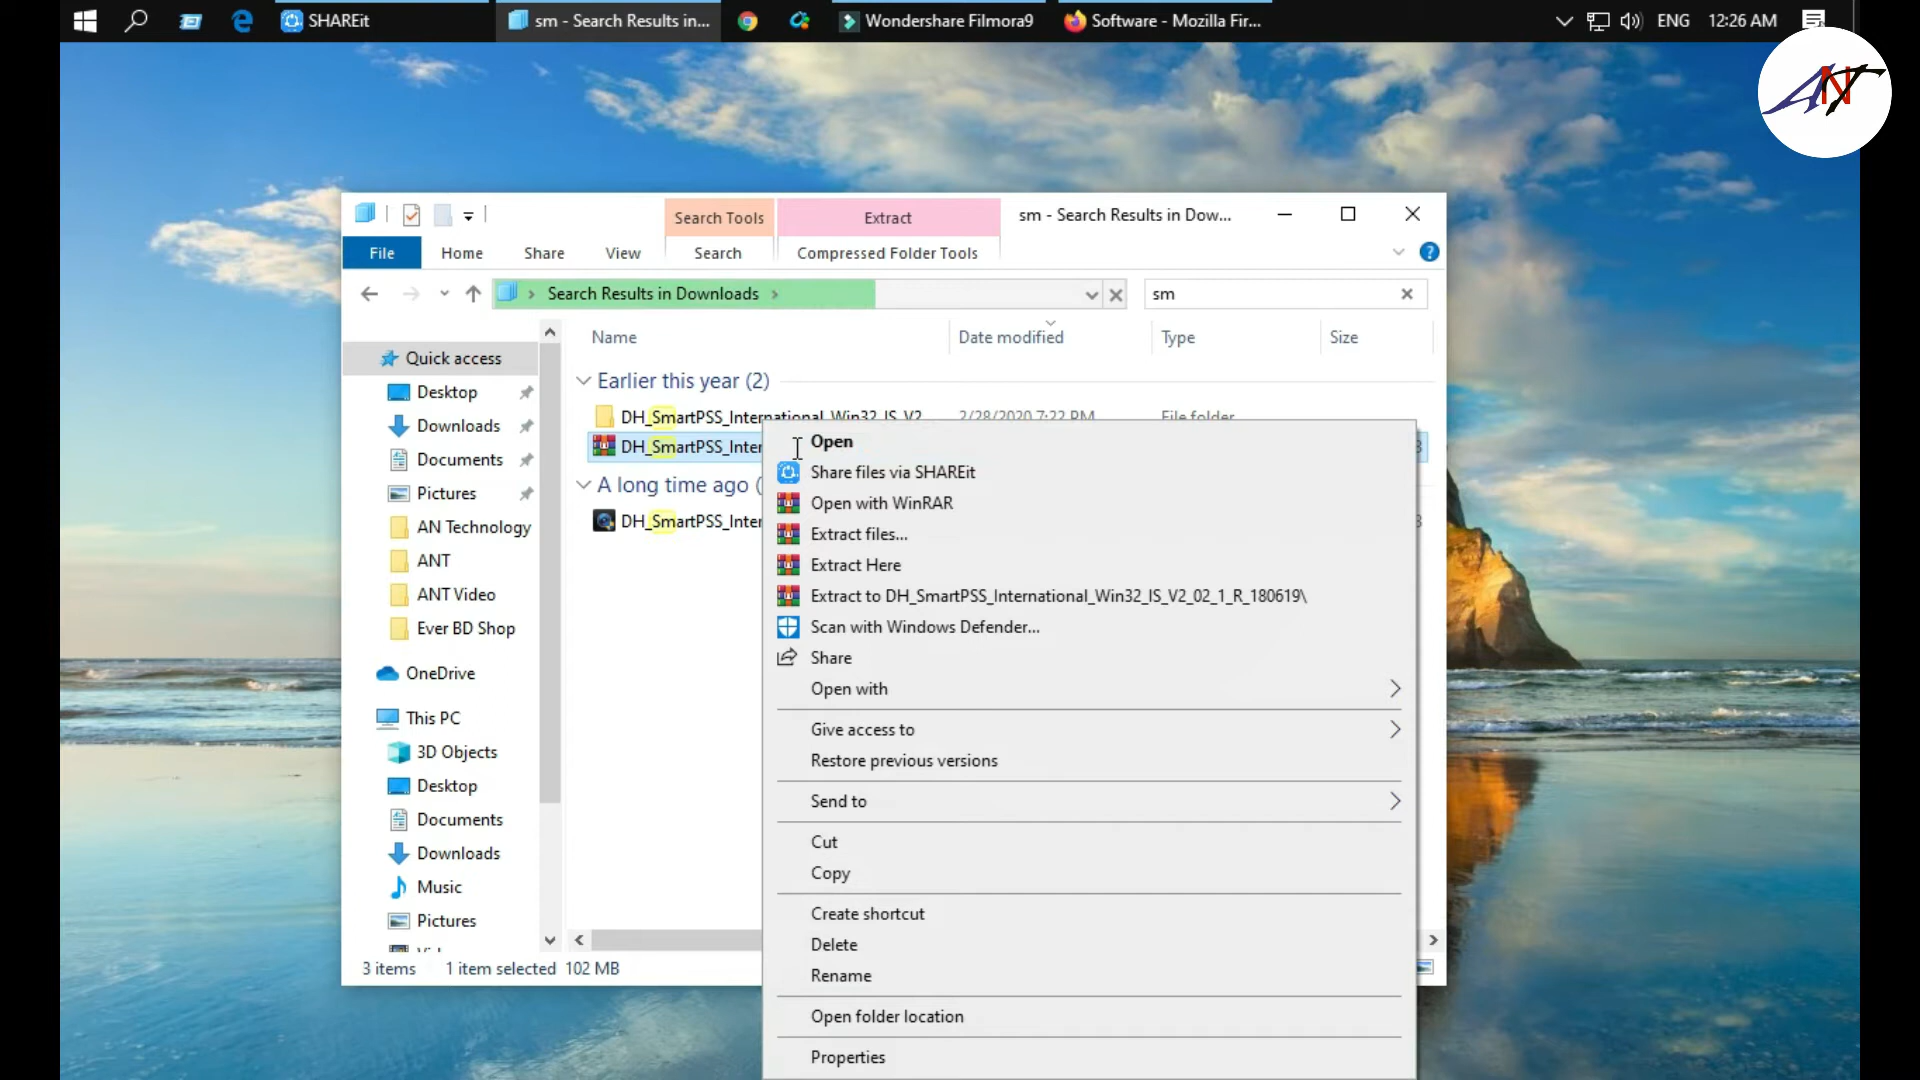 SHAREit
sm - Search Results in...
Wondershare Filmora9
Software - Mozilla Fir...
ENG
12:26 AM
ANT
Search Tools
Extract
sm - Search Results in Dow...
File
Home
Share
View
Search
Compressed Folder Tools
Search Results in Downloads
sm
Name
Date modified
Type
Size
Quick access
Desktop
Downloads
Documents
Pictures
AN Technology
ANT
ANT Video
Ever BD Shop
OneDrive
This PC
3D Objects
Desktop
Documents
Downloads
Music
Pictures
Earlier this year (2)
DH_SmartPSS_International_Win32_IS_V2... 2/28/2020 7:22 PM File folder
DH_SmartPSS_Inter
A long time ago (
DH_SmartPSS_Inter
Open
Share files via SHAREit
Open with WinRAR
Extract files...
Extract Here
Extract to DH_SmartPSS_International_Win32_IS_V2_02_1_R_180619\
Scan with Windows Defender...
Share
Open with
Give access to
Restore previous versions
Send to
Cut
Copy
Create shortcut
Delete
Rename
Open folder location
Properties
3 items
1 item selected 102 MB